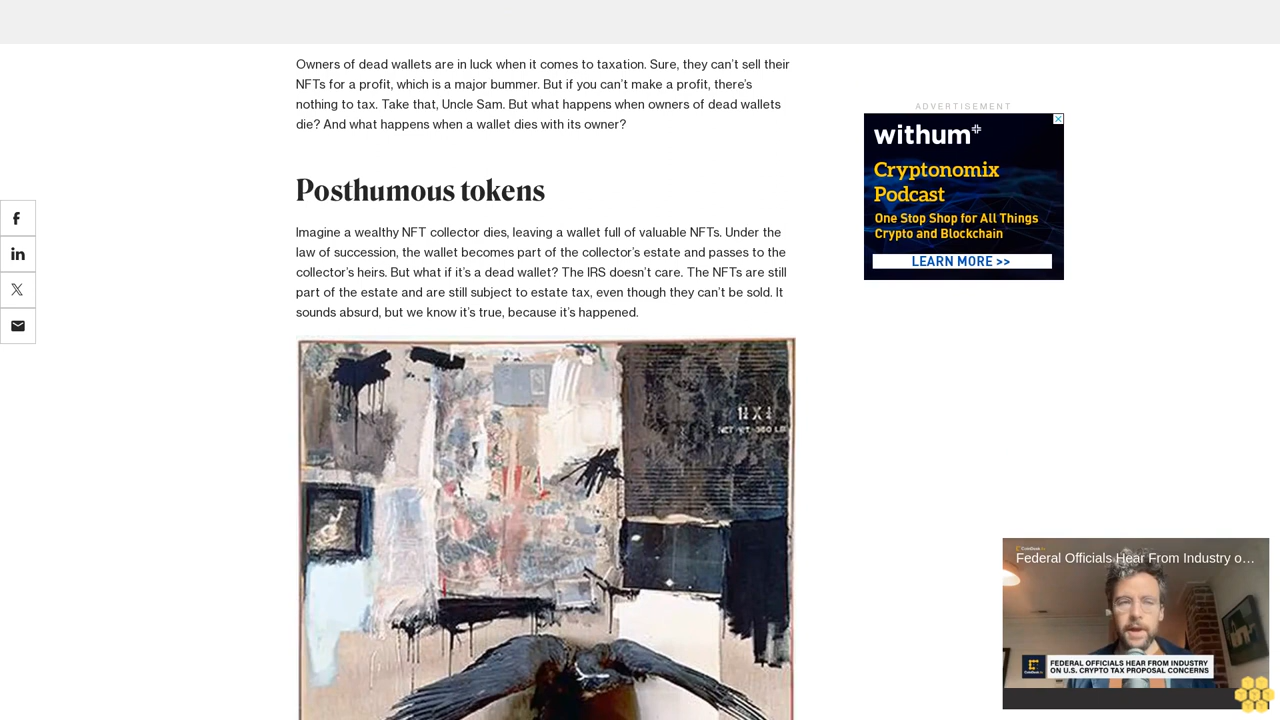 Owners of dead wallets are in luck when it comes to taxation. Sure, they can’t sell their
NFTs for a profit, which is a major bummer. But if you can’t make a profit, there’s
nothing to tax. Take that, Uncle Sam. But what happens when owners of dead wallets
die? And what happens when a wallet dies with its owner?
Posthumous tokens
Imagine a wealthy NFT collector dies, leaving a wallet full of valuable NFTs. Under the
law of succession, the wallet becomes part of the collector’s estate and passes to the
collector’s heirs. But what if it’s a dead wallet? The IRS doesn’t care. The NFTs are still
part of the estate and are still subject to estate tax, even though they can’t be sold. It
sounds absurd, but we know it’s true, because it’s happened.
ADVERTISEMENT
withum
Cryptonomix
Podcast
One Stop Shop for All Things
Crypto and Blockchain
LEARN MORE >>
Federal Officials Hear From Industry o…
FEDERAL OFFICIALS HEAR FROM INDUSTRY
ON U.S. CRYPTO TAX PROPOSAL CONCERNS